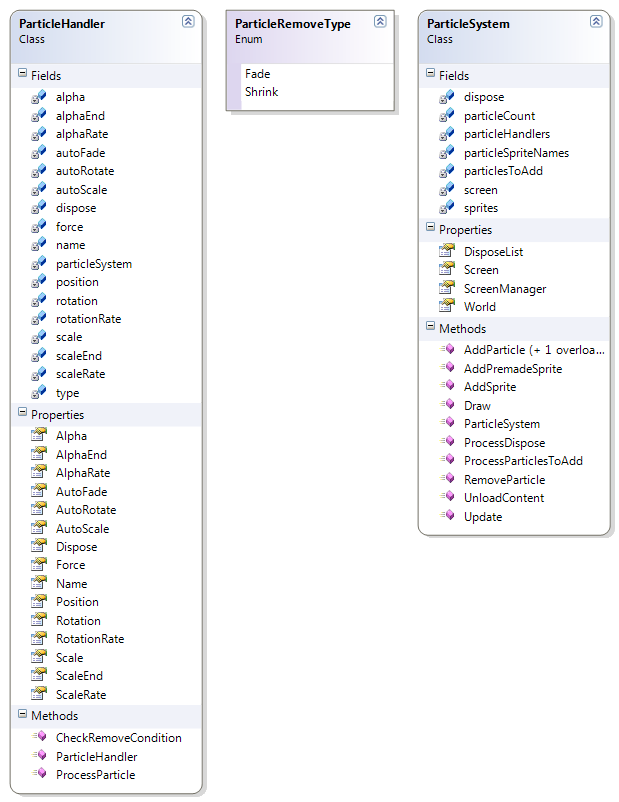 ParticleHandler
Class
Fields
alpha
alphaEnd
alphaRate
autoFade
autoRotate
autoScale
dispose
force
name
particleSystem
position
rotation
rotationRate
scale
scaleEnd
scaleRate
type
Properties
Alpha
AlphaEnd
AlphaRate
AutoFade
AutoRotate
AutoScale
Dispose
Force
Name
Position
Rotation
RotationRate
Scale
ScaleEnd
ScaleRate
Methods
CheckRemoveCondition
ParticleHandler
ProcessParticle
ParticleRemoveType
Enum
Fade
Shrink
ParticleSystem
Class
Fields
dispose
particleCount
particleHandlers
particleSpriteNames
particlesToAdd
screen
sprites
Properties
DisposeList
Screen
ScreenManager
World
Methods
AddParticle (+ 1 overloa...
AddPremadeSprite
AddSprite
Draw
ParticleSystem
ProcessDispose
ProcessParticlesToAdd
RemoveParticle
UnloadContent
Update